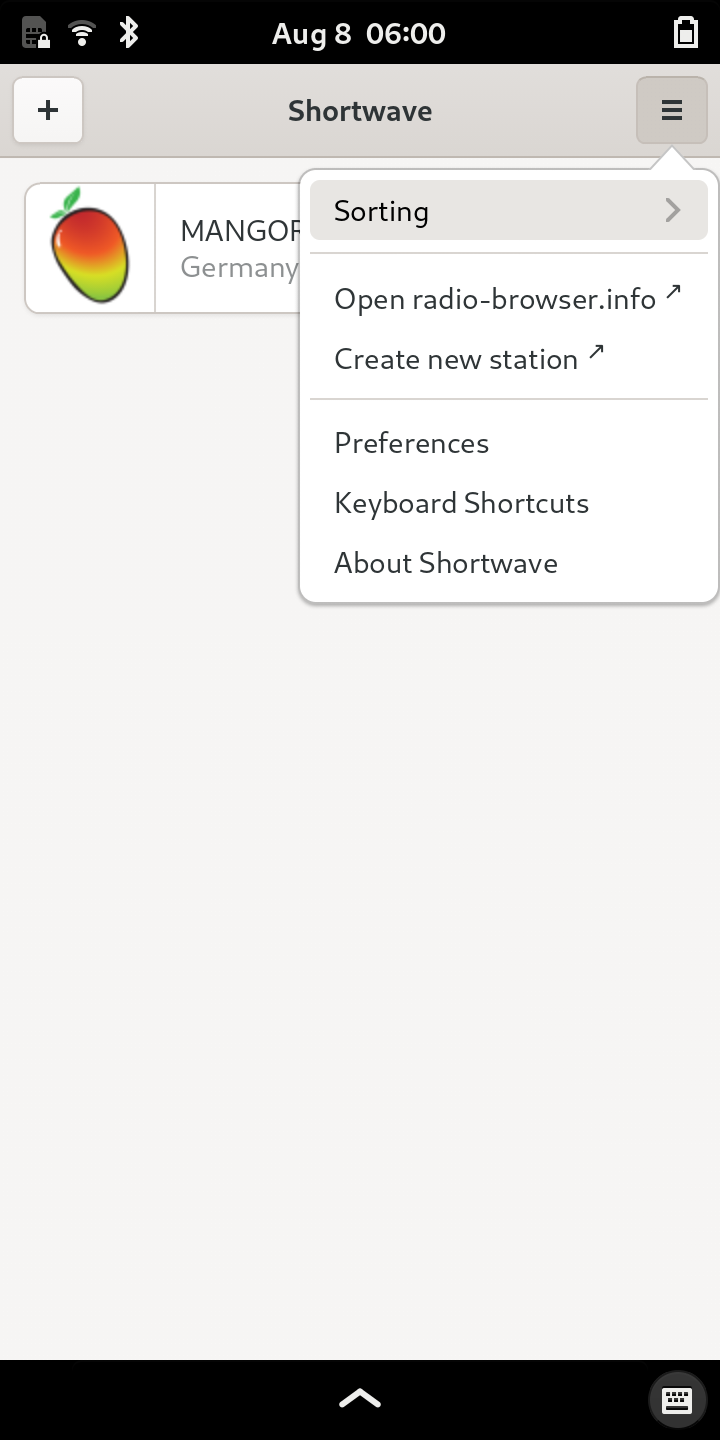 Aug 8 06:00
Shortwave
MANGOR
Germany
Sorting
Open radio-browser.info ↗
Create new station ↗
Preferences
Keyboard Shortcuts
About Shortwave